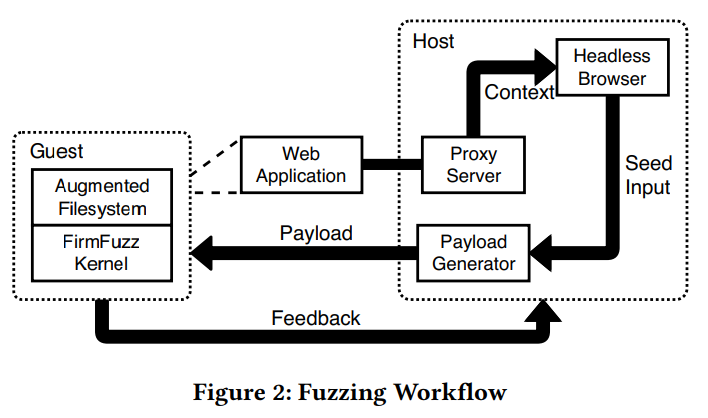 Host
Headless
Browser
Context
Guest
Web
Application
Proxy
Server
Seed
Input
Augmented
Filesystem
FirmFuzz
Kernel
Payload
Payload
Generator
Feedback
Figure 2: Fuzzing Workflow